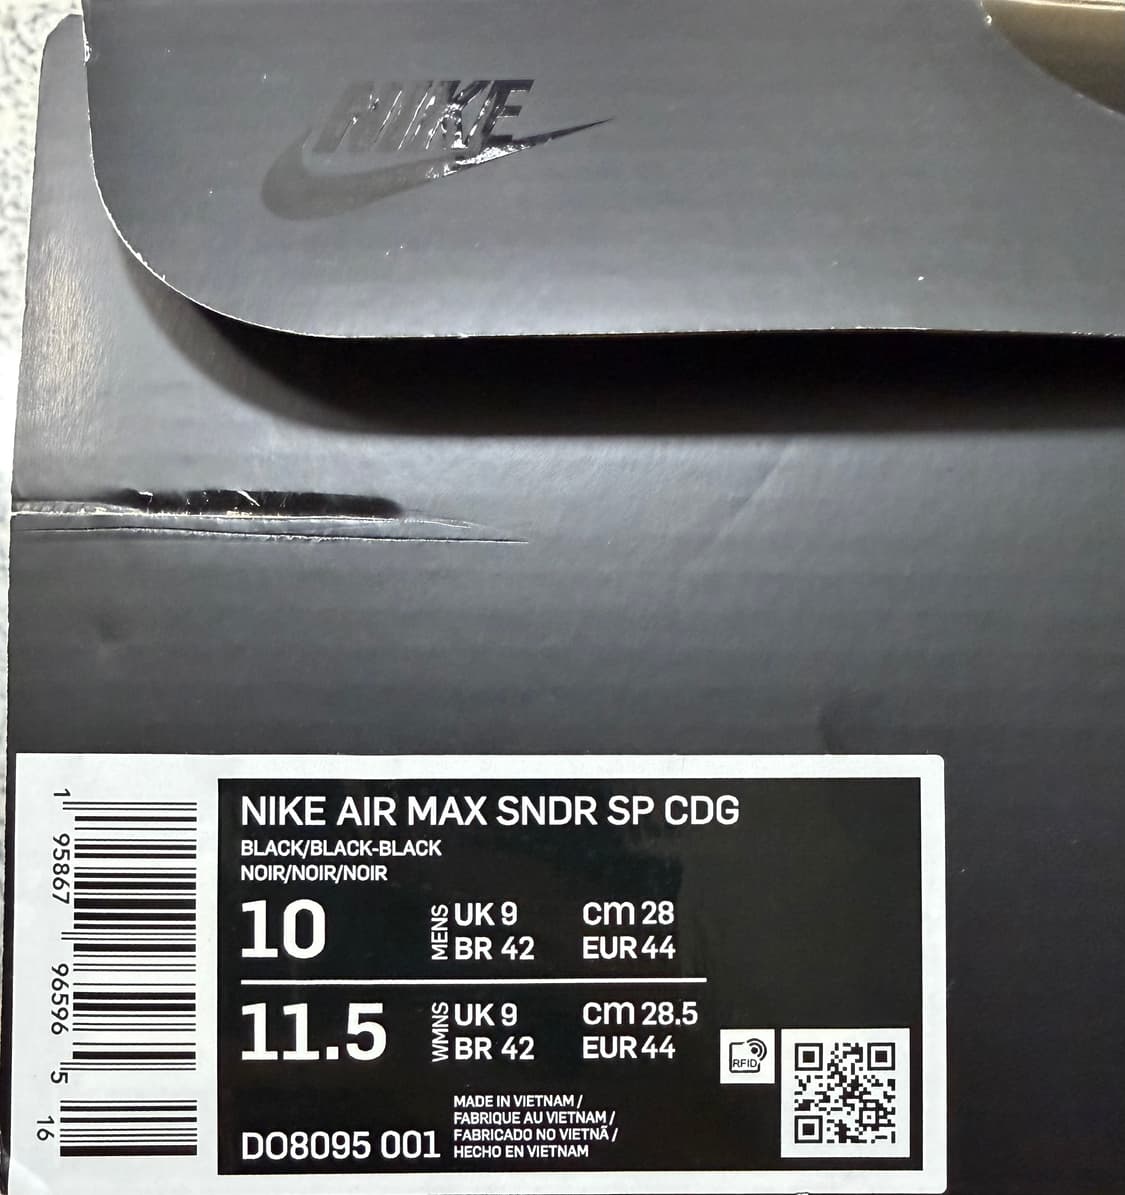 NIKE
NIKE AIR MAX SNDR SP CDG
BLACK/BLACK-BLACK
NOIR/NOIR/NOIR
10 MENS UK 9 cm 28
BR 42 EUR 44
11.5 WMNS UK 9 cm 28.5
BR 42 EUR 44
RFID
MADE IN VIETNAM /
FABRIQUE AU VIETNAM /
FABRICADO NO VIETNÃ /
HECHO EN VIETNAM
DO8095 001
1 95867 96596 5 16